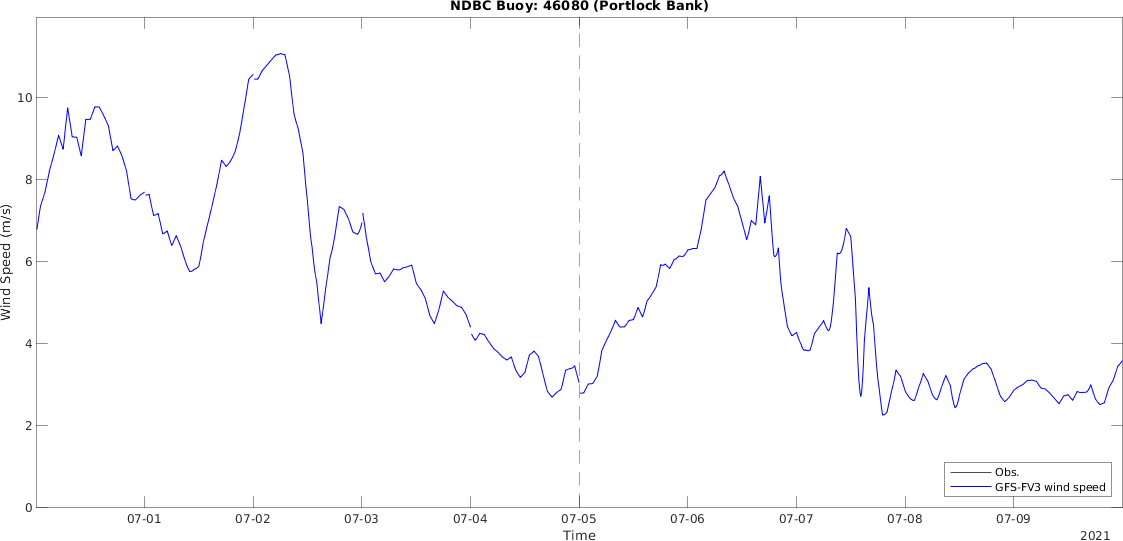 NDBC Buoy: 46080 (Portlock Bank)
10
8
6
4
2
0
Wind Speed (m/s)
Obs.
GFS-FV3 wind speed
07-01 07-02 07-03 07-04 07-05 07-06 07-07 07-08 07-09
Time
2021